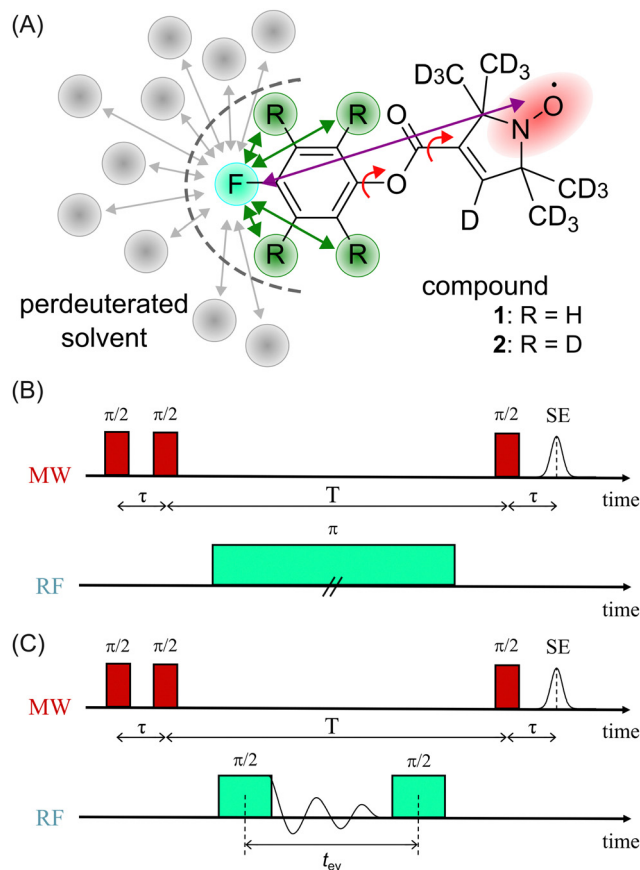 (A)
D3C CD3
R R O N O·
F O CD3
R R D D3C CD3
perdeuterated
solvent
compound
1: R = H
2: R = D
(B)
π/2 π/2 π/2 SE
MW
τ T τ time
π
RF
time
(C)
π/2 π/2 π/2 SE
MW
τ T τ time
π/2 π/2
RF
tev time